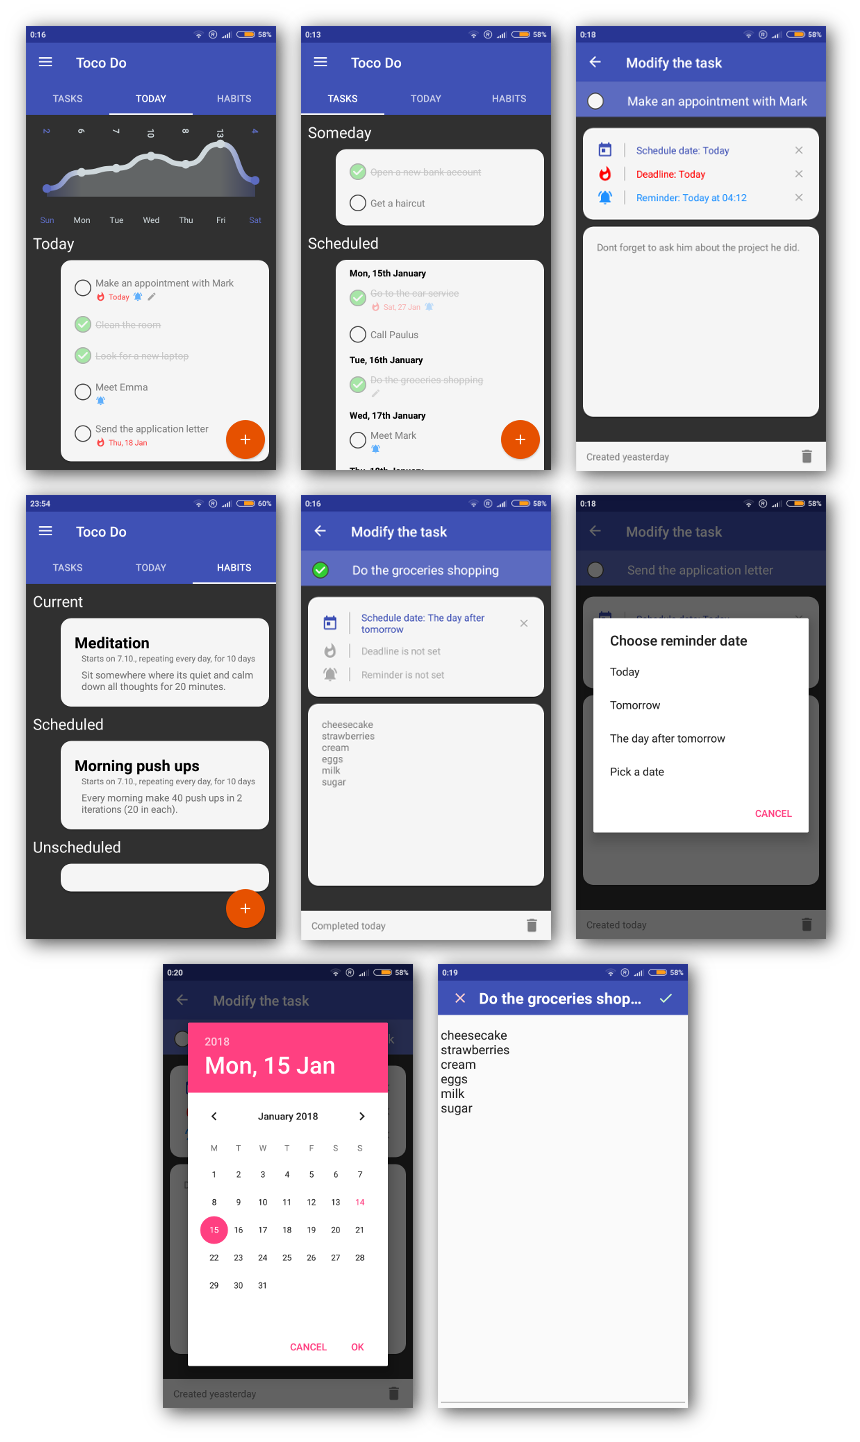 0:16
58%
Toco Do
TASKS
TODAY
HABITS
2
6
7
10
8
13
4
Sun
Mon
Tue
Wed
Thu
Fri
Sat
Today
Make an appointment with Mark
Today
Clean the room
Look for a new laptop
Meet Emma
Send the application letter
Thu, 18 Jan
+
0:13
58%
Toco Do
TASKS
TODAY
HABITS
Someday
Open a new bank account
Get a haircut
Scheduled
Mon, 15th January
Go to the car service
Sat, 27 Jan
Call Paulus
Tue, 16th January
Do the groceries shopping
Wed, 17th January
Meet Mark
Thu, 18th January
+
0:18
58%
Modify the task
Make an appointment with Mark
Schedule date: Today
Deadline: Today
Reminder: Today at 04:12
Dont forget to ask him about the project he did.
Created yeasterday
23:54
60%
Toco Do
TASKS
TODAY
HABITS
Current
Meditation
Starts on 7.10., repeating every day, for 10 days
Sit somewhere where its quiet and calm
down all thoughts for 20 minutes.
Scheduled
Morning push ups
Starts on 7.10., repeating every day, for 10 days
Every morning make 40 push ups in 2
iterations (20 in each).
Unscheduled
+
0:16
58%
Modify the task
Do the groceries shopping
Schedule date: The day after
tomorrow
Deadline is not set
Reminder is not set
cheesecake
strawberries
cream
eggs
milk
sugar
Completed today
0:18
58%
Modify the task
Send the application letter
Schedule date: Today
Choose reminder date
Today
Tomorrow
The day after tomorrow
Pick a date
CANCEL
Created today
0:20
58%
Modify the task
k
2018
Mon, 15 Jan
January 2018
M T W T F S S
1 2 3 4 5 6 7
8 9 10 11 12 13 14
15 16 17 18 19 20 21
22 23 24 25 26 27 28
29 30 31
CANCEL OK
D
Created yeasterday
0:19
58%
Do the groceries shop...
cheesecake
strawberries
cream
eggs
milk
sugar